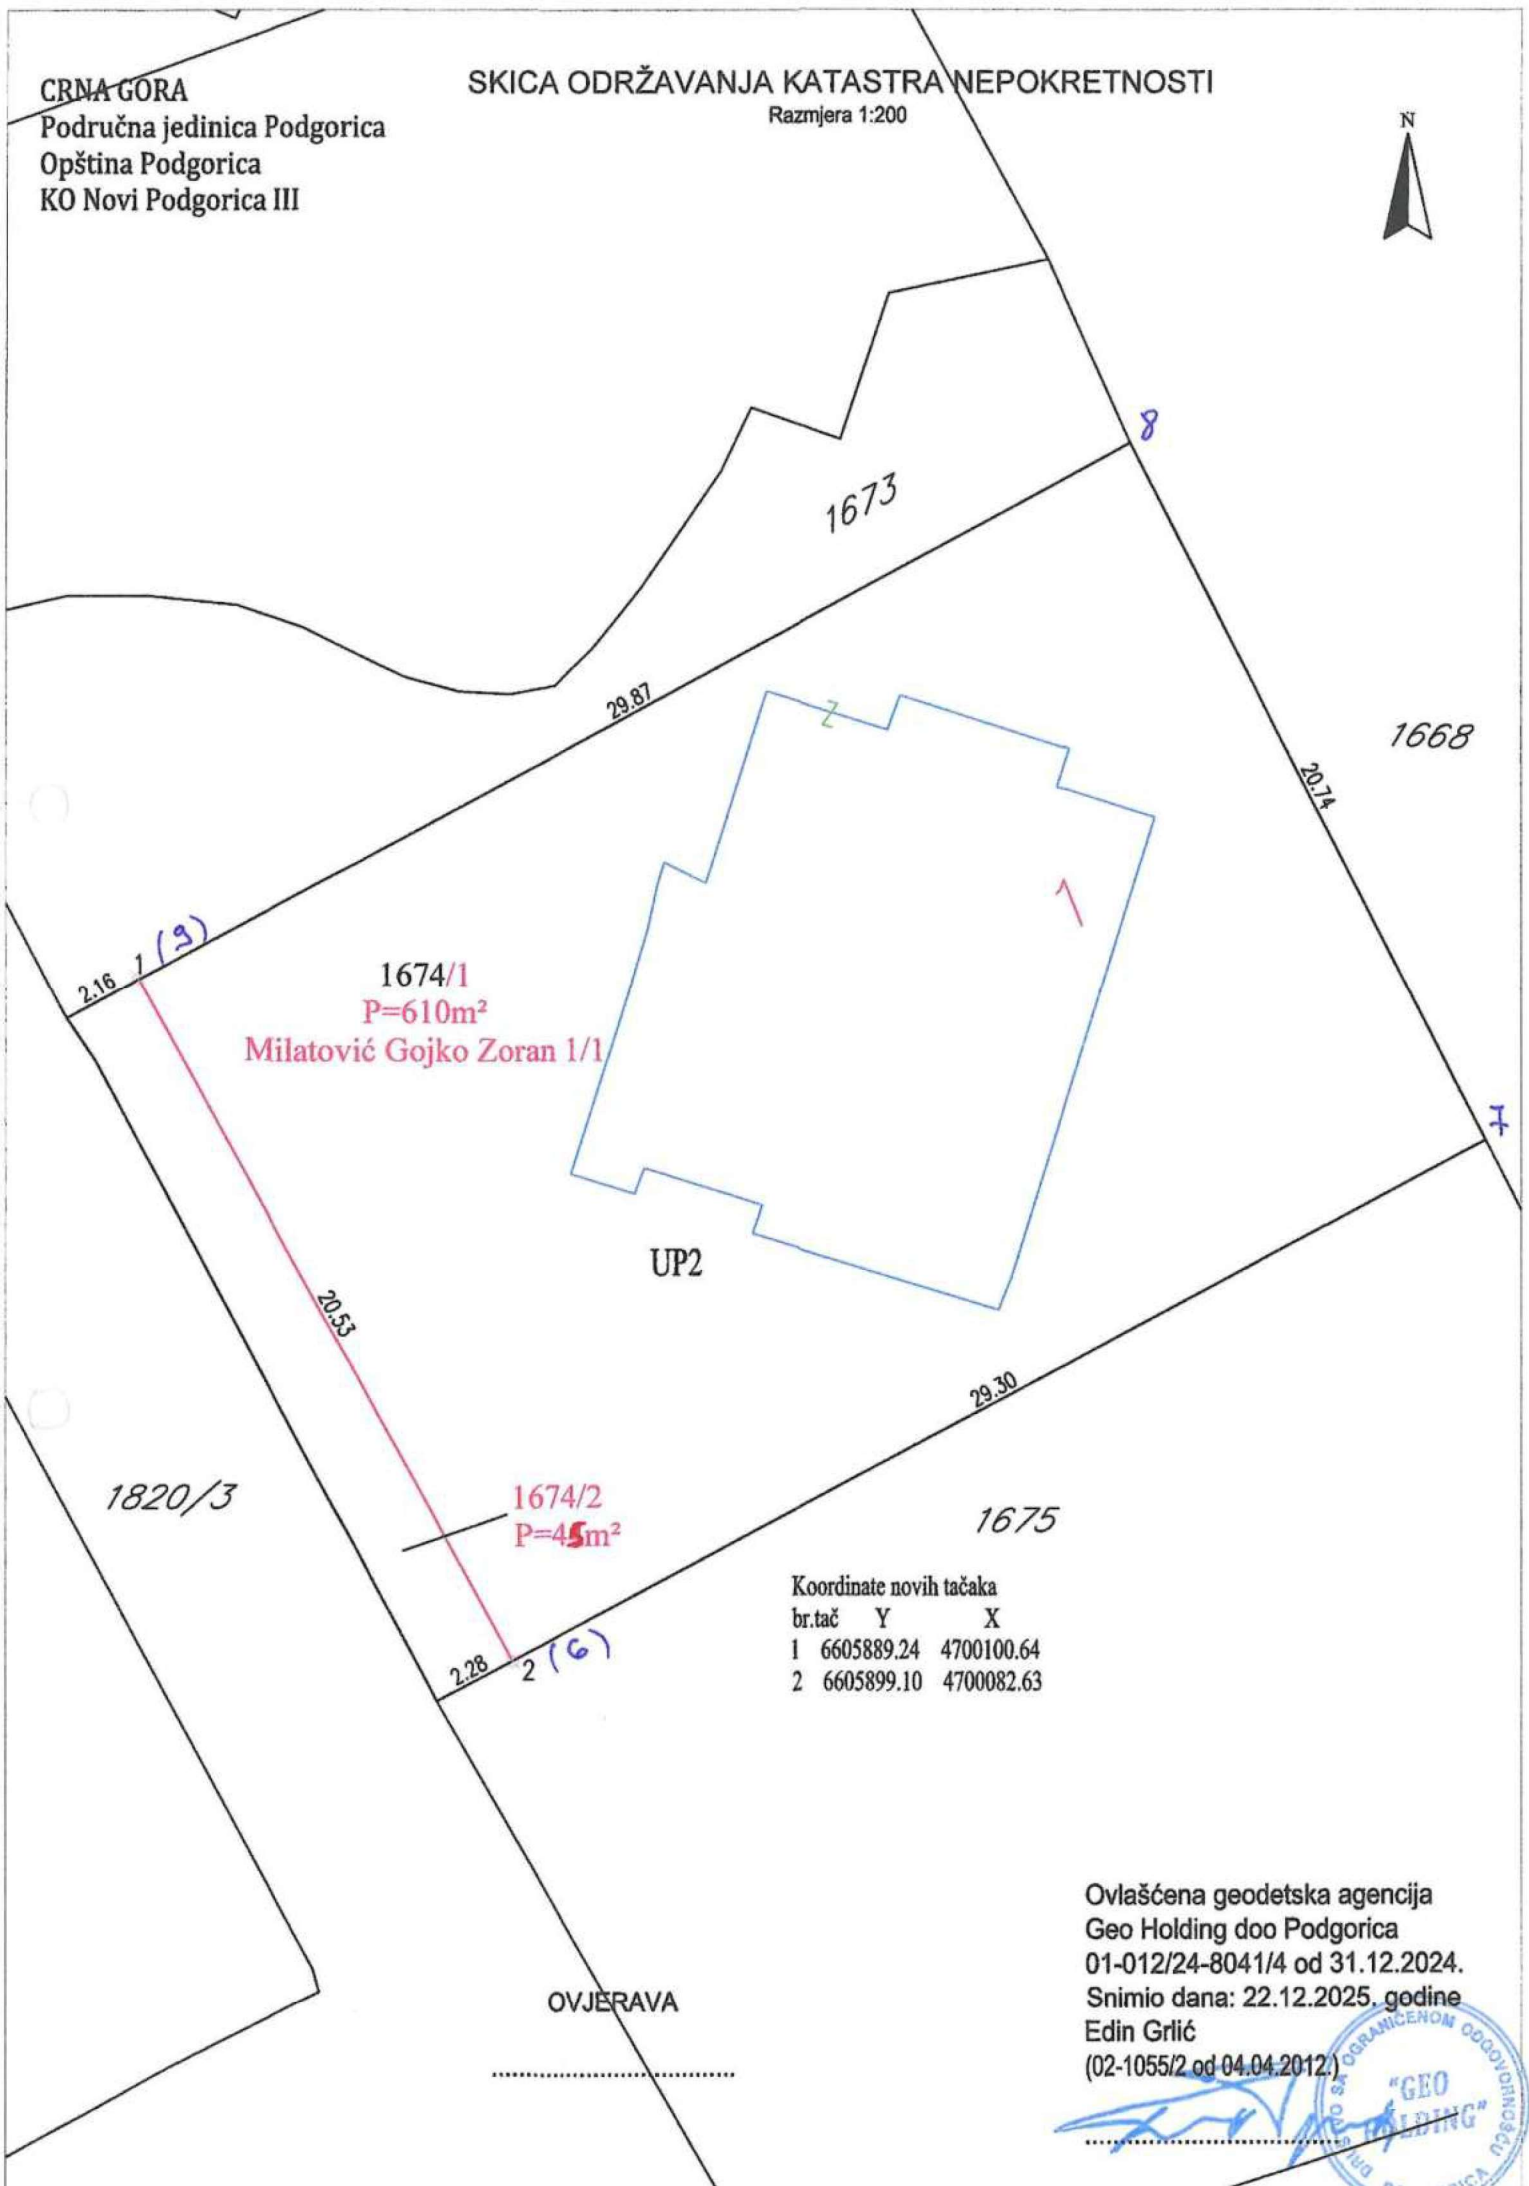 CRNA GORA
Područna jedinica Podgorica
Opština Podgorica
KO Novi Podgorica III
SKICA ODRŽAVANJA KATASTRA NEPOKRETNOSTI
Razmjera 1:200
N
8
1673
29.87
1668
20.74
Z
1
1 (9)
2.16
1674/1
P=610m²
Milatović Gojko Zoran 1/1
7
UP2
20.53
29.30
1820/3
1674/2
P=45m²
1675
2.28
2 (6)
Koordinate novih tačaka
br.tač Y X
1 6605889.24 4700100.64
2 6605899.10 4700082.63
OVJERAVA
Ovlašćena geodetska agencija
Geo Holding doo Podgorica
01-012/24-8041/4 od 31.12.2024.
Snimio dana: 22.12.2025. godine
Edin Grlić
(02-1055/2 od 04.04.2012.)
SA OGRANIČENOM ODGOVORNOŠĆU
"GEO
HOLDING"